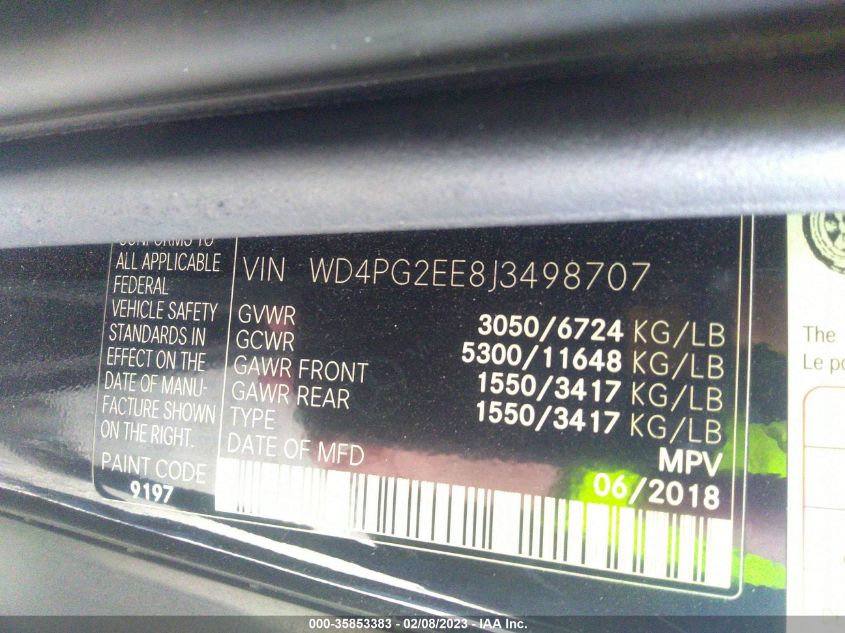 CONFORMS TO
ALL APPLICABLE
FEDERAL
VEHICLE SAFETY
STANDARDS IN
EFFECT ON THE
DATE OF MANU-
FACTURE SHOWN
ON THE RIGHT.
PAINT CODE
9197
VIN WD4PG2EE8J3498707
GVWR 3050/6724 KG/LB
GCWR 5300/11648 KG/LB
GAWR FRONT 1550/3417 KG/LB
GAWR REAR 1550/3417 KG/LB
TYPE MPV
DATE OF MFD 06/2018
The
Le
000-35853383 - 02/08/2023 - IAA Inc.